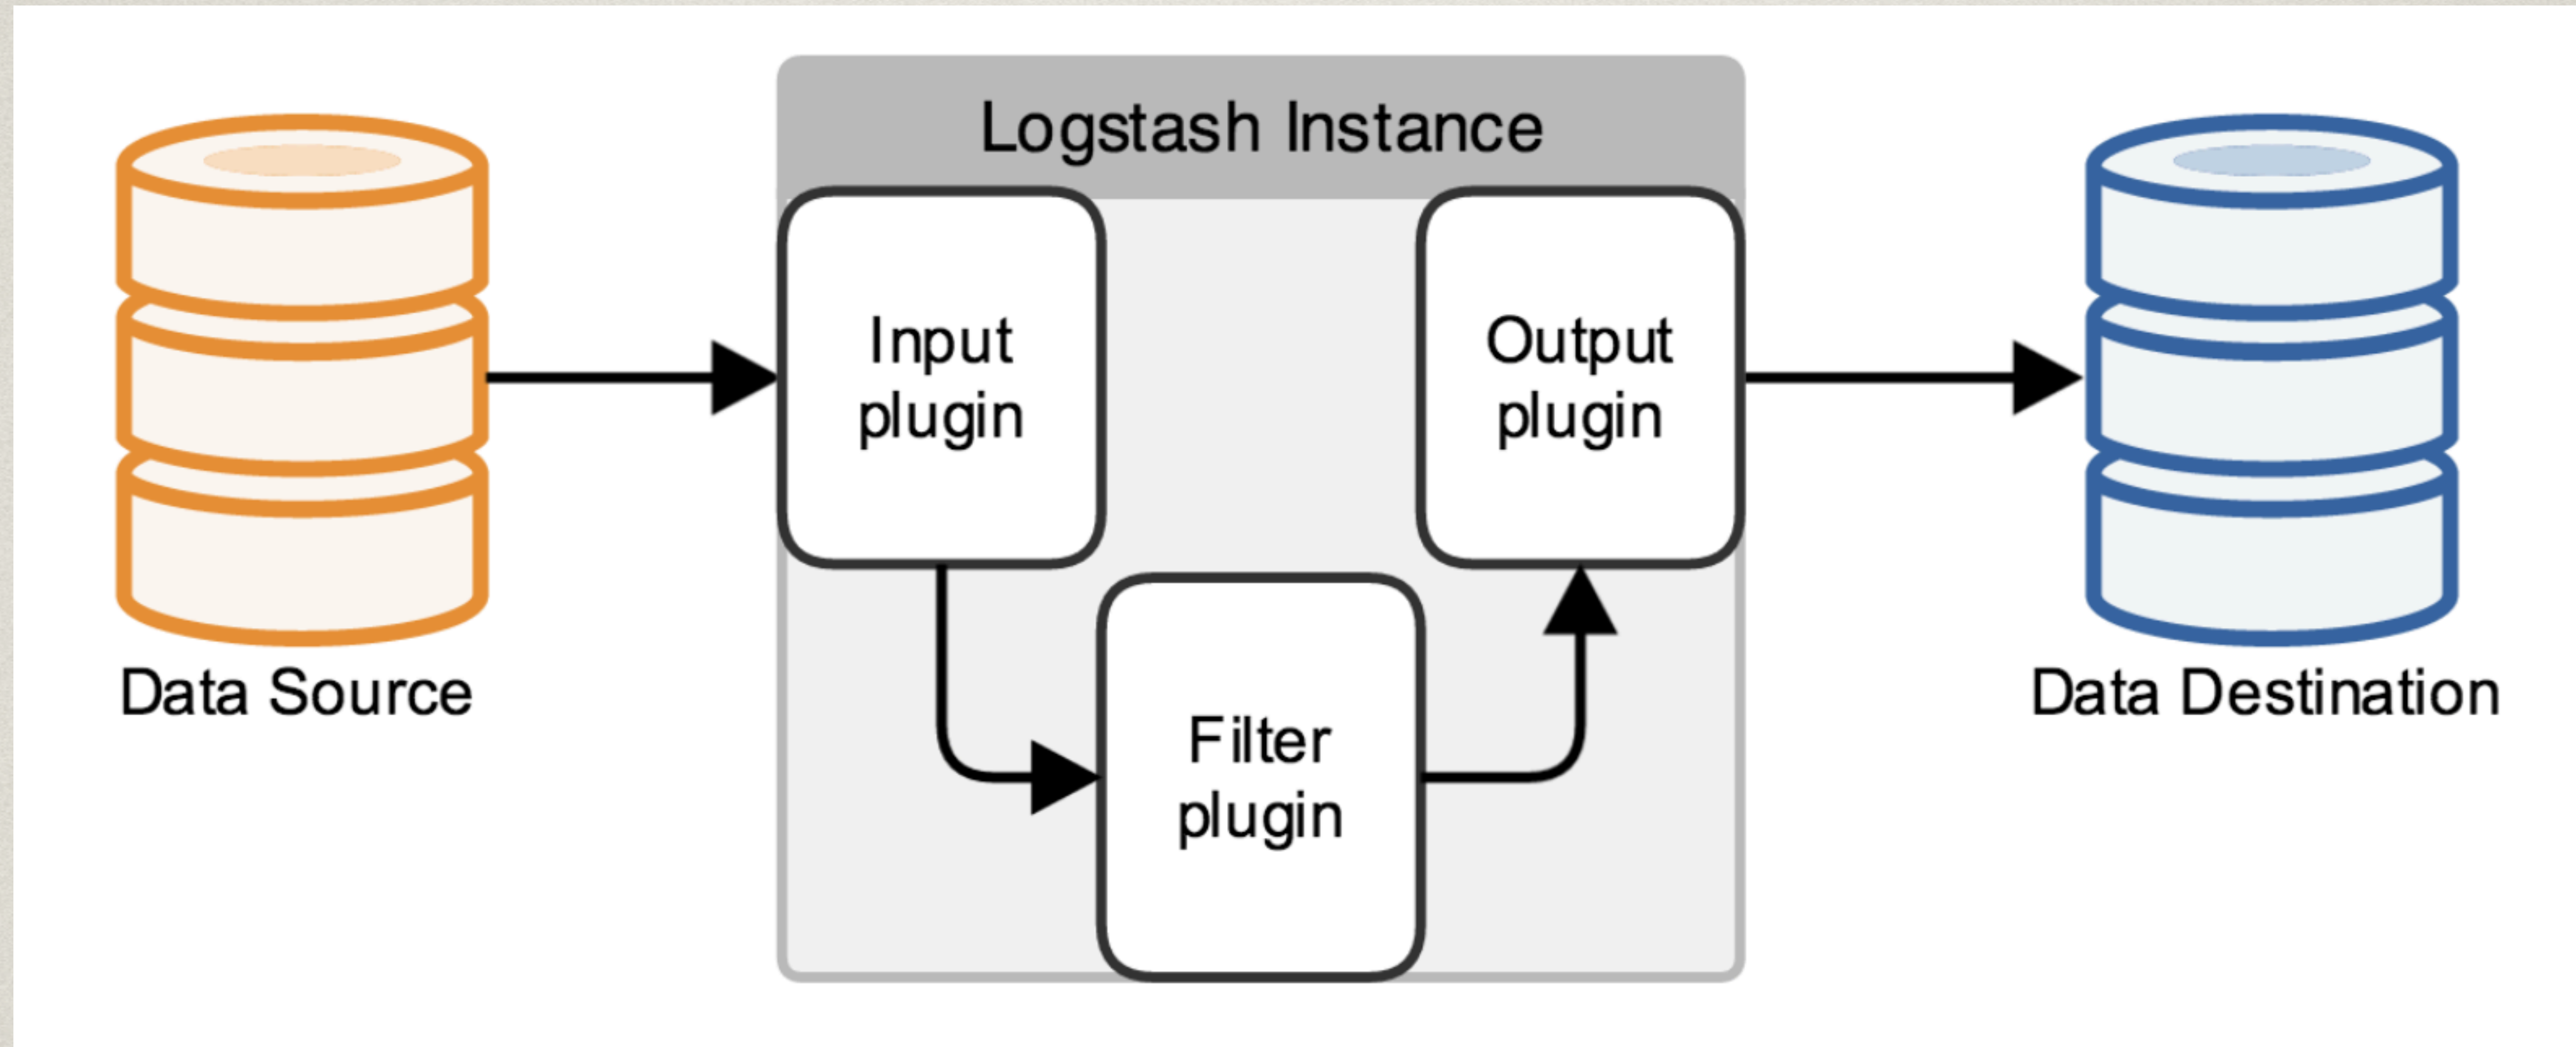 Logstash Instance
Input
plugin
Output
plugin
Filter
plugin
Data Source
Data Destination